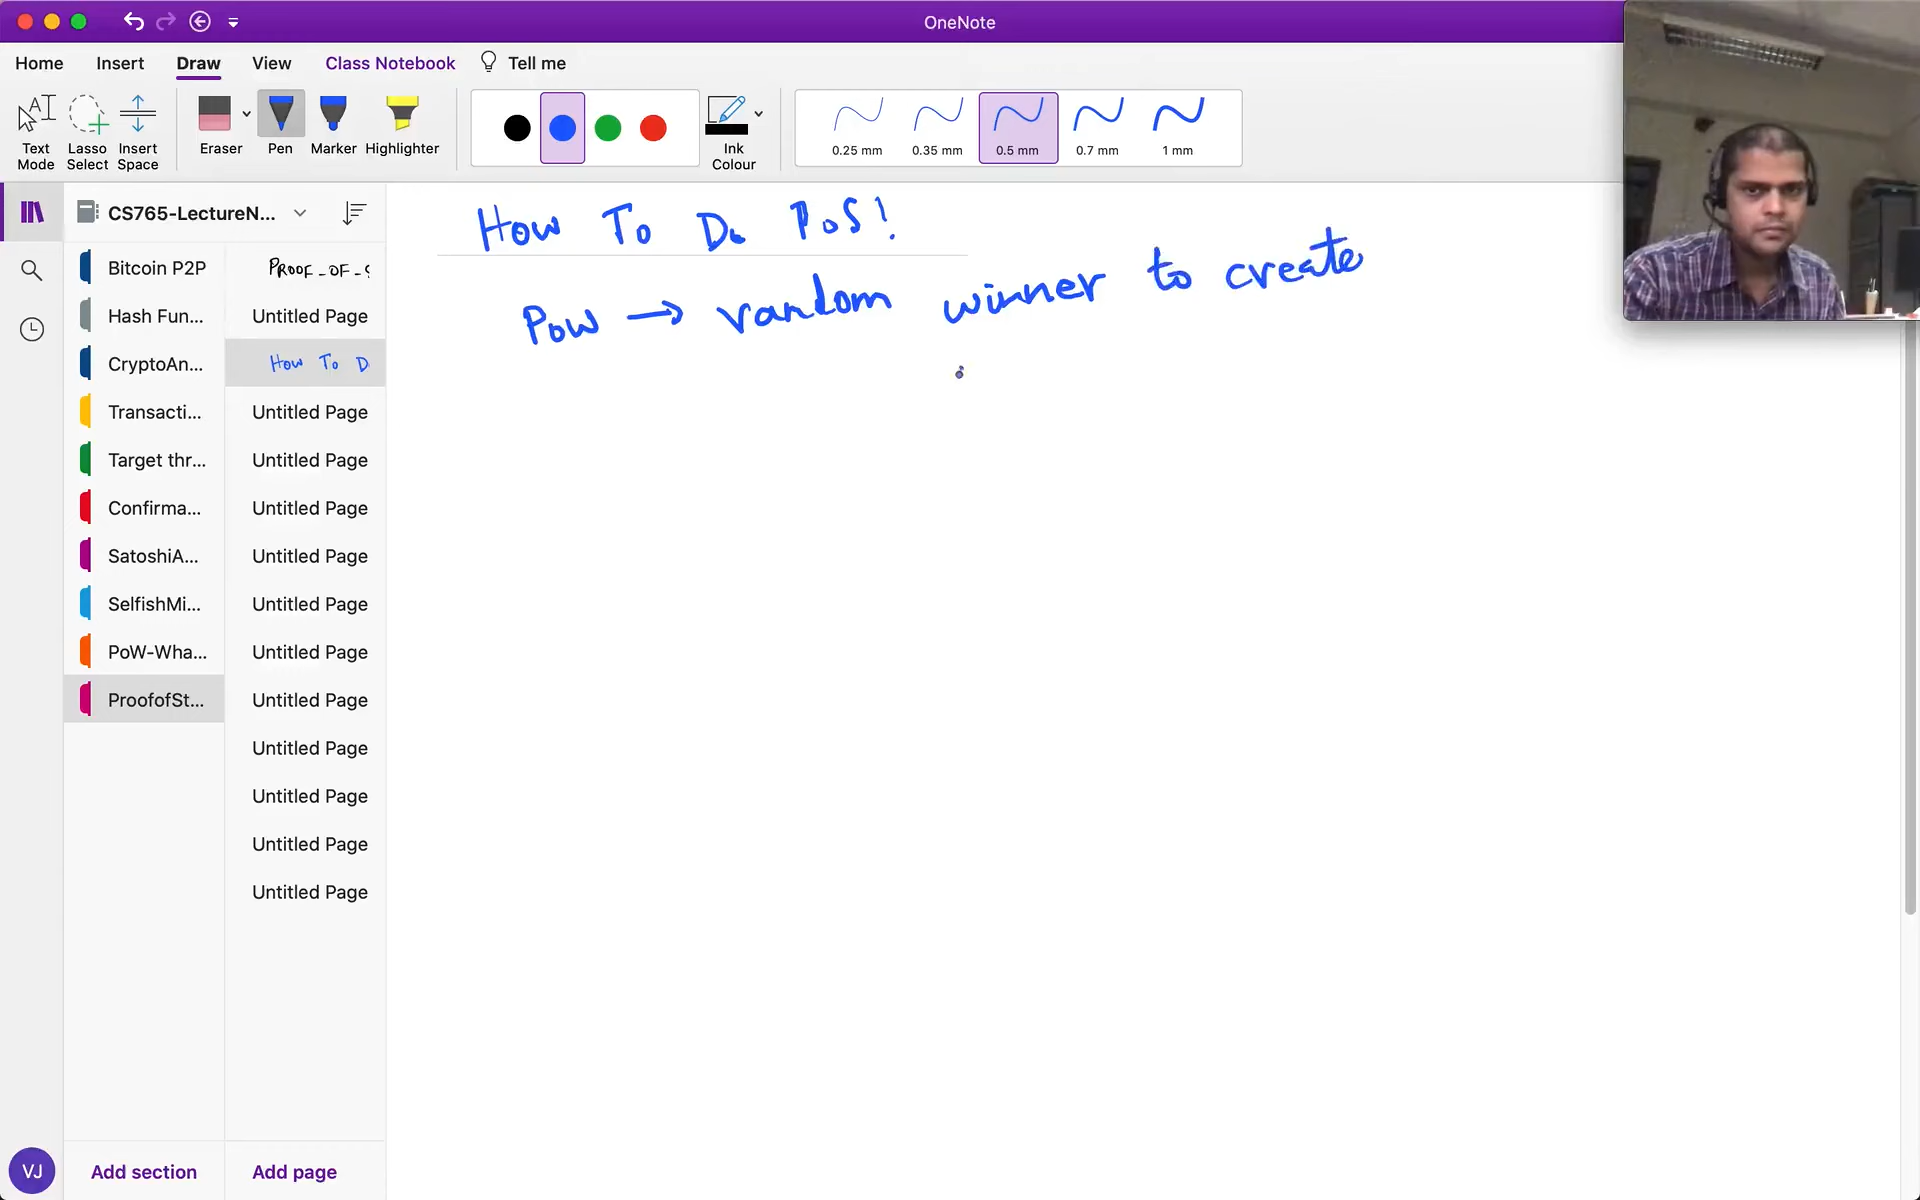 OneNote
Home Insert Draw View Class Notebook Tell me
Text Mode
Lasso Select
Insert Space
Eraser
Pen
Marker
Highlighter
Ink Colour
0.25 mm
0.35 mm
0.5 mm
0.7 mm
1 mm
CS765-LectureN...
Bitcoin P2P
Hash Fun...
CryptoAn...
Transacti...
Target thr...
Confirma...
SatoshiA...
SelfishMi...
PoW-Wha...
ProofofSt...
Add section
PROOF-OF-S
Untitled Page
How To D
Untitled Page
Untitled Page
Untitled Page
Untitled Page
Untitled Page
Untitled Page
Untitled Page
Untitled Page
Untitled Page
Untitled Page
Untitled Page
Add page
VJ
How To Do PoS!
PoW → random winner to create